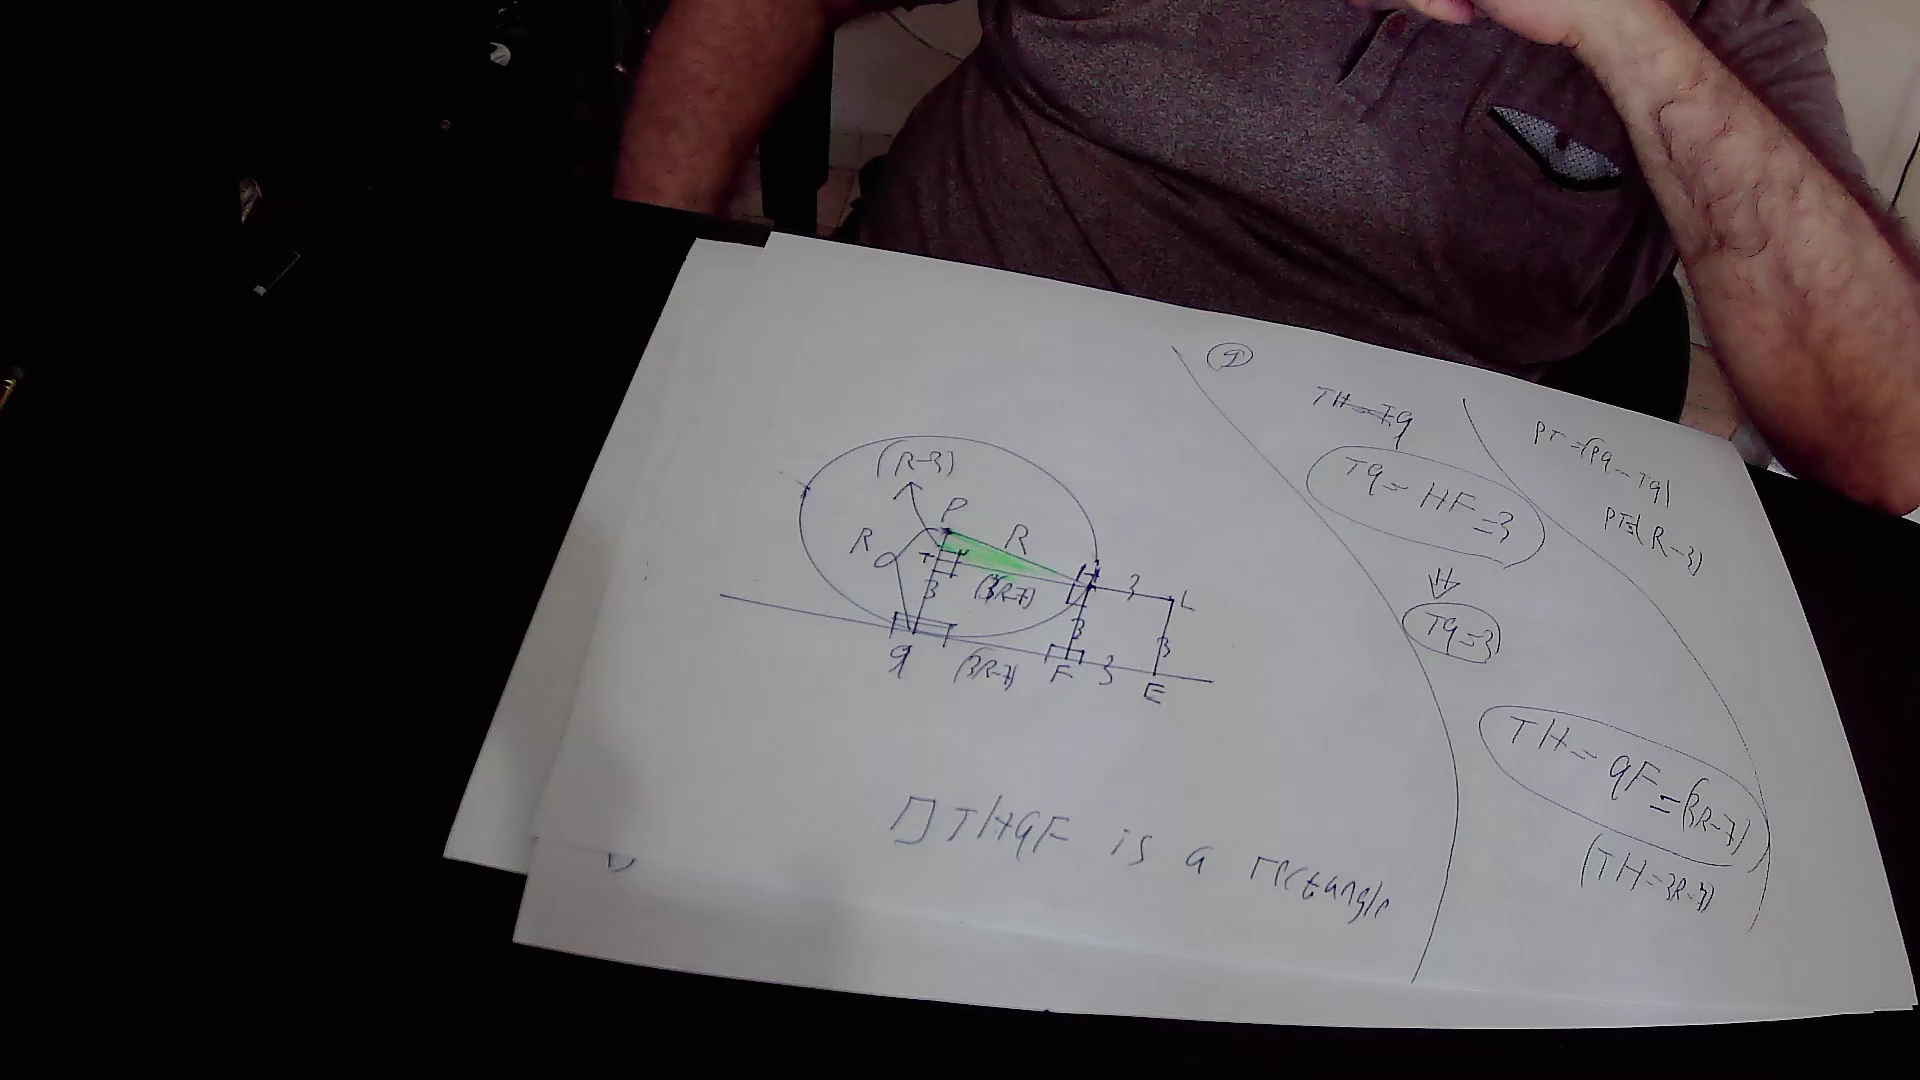 (R-3)
P
R
R
T
H
3
L
(3R-7)
3
3
3
q
(3R-7)
F
3
E
▭ THqF is a rectangle
9
TH=Tq
Tq=HF=3
⇓
Tq=3
PT=(Pq-Tq)
PT=(R-3)
TH=qF=(3R-7)
(TH=3R-7)